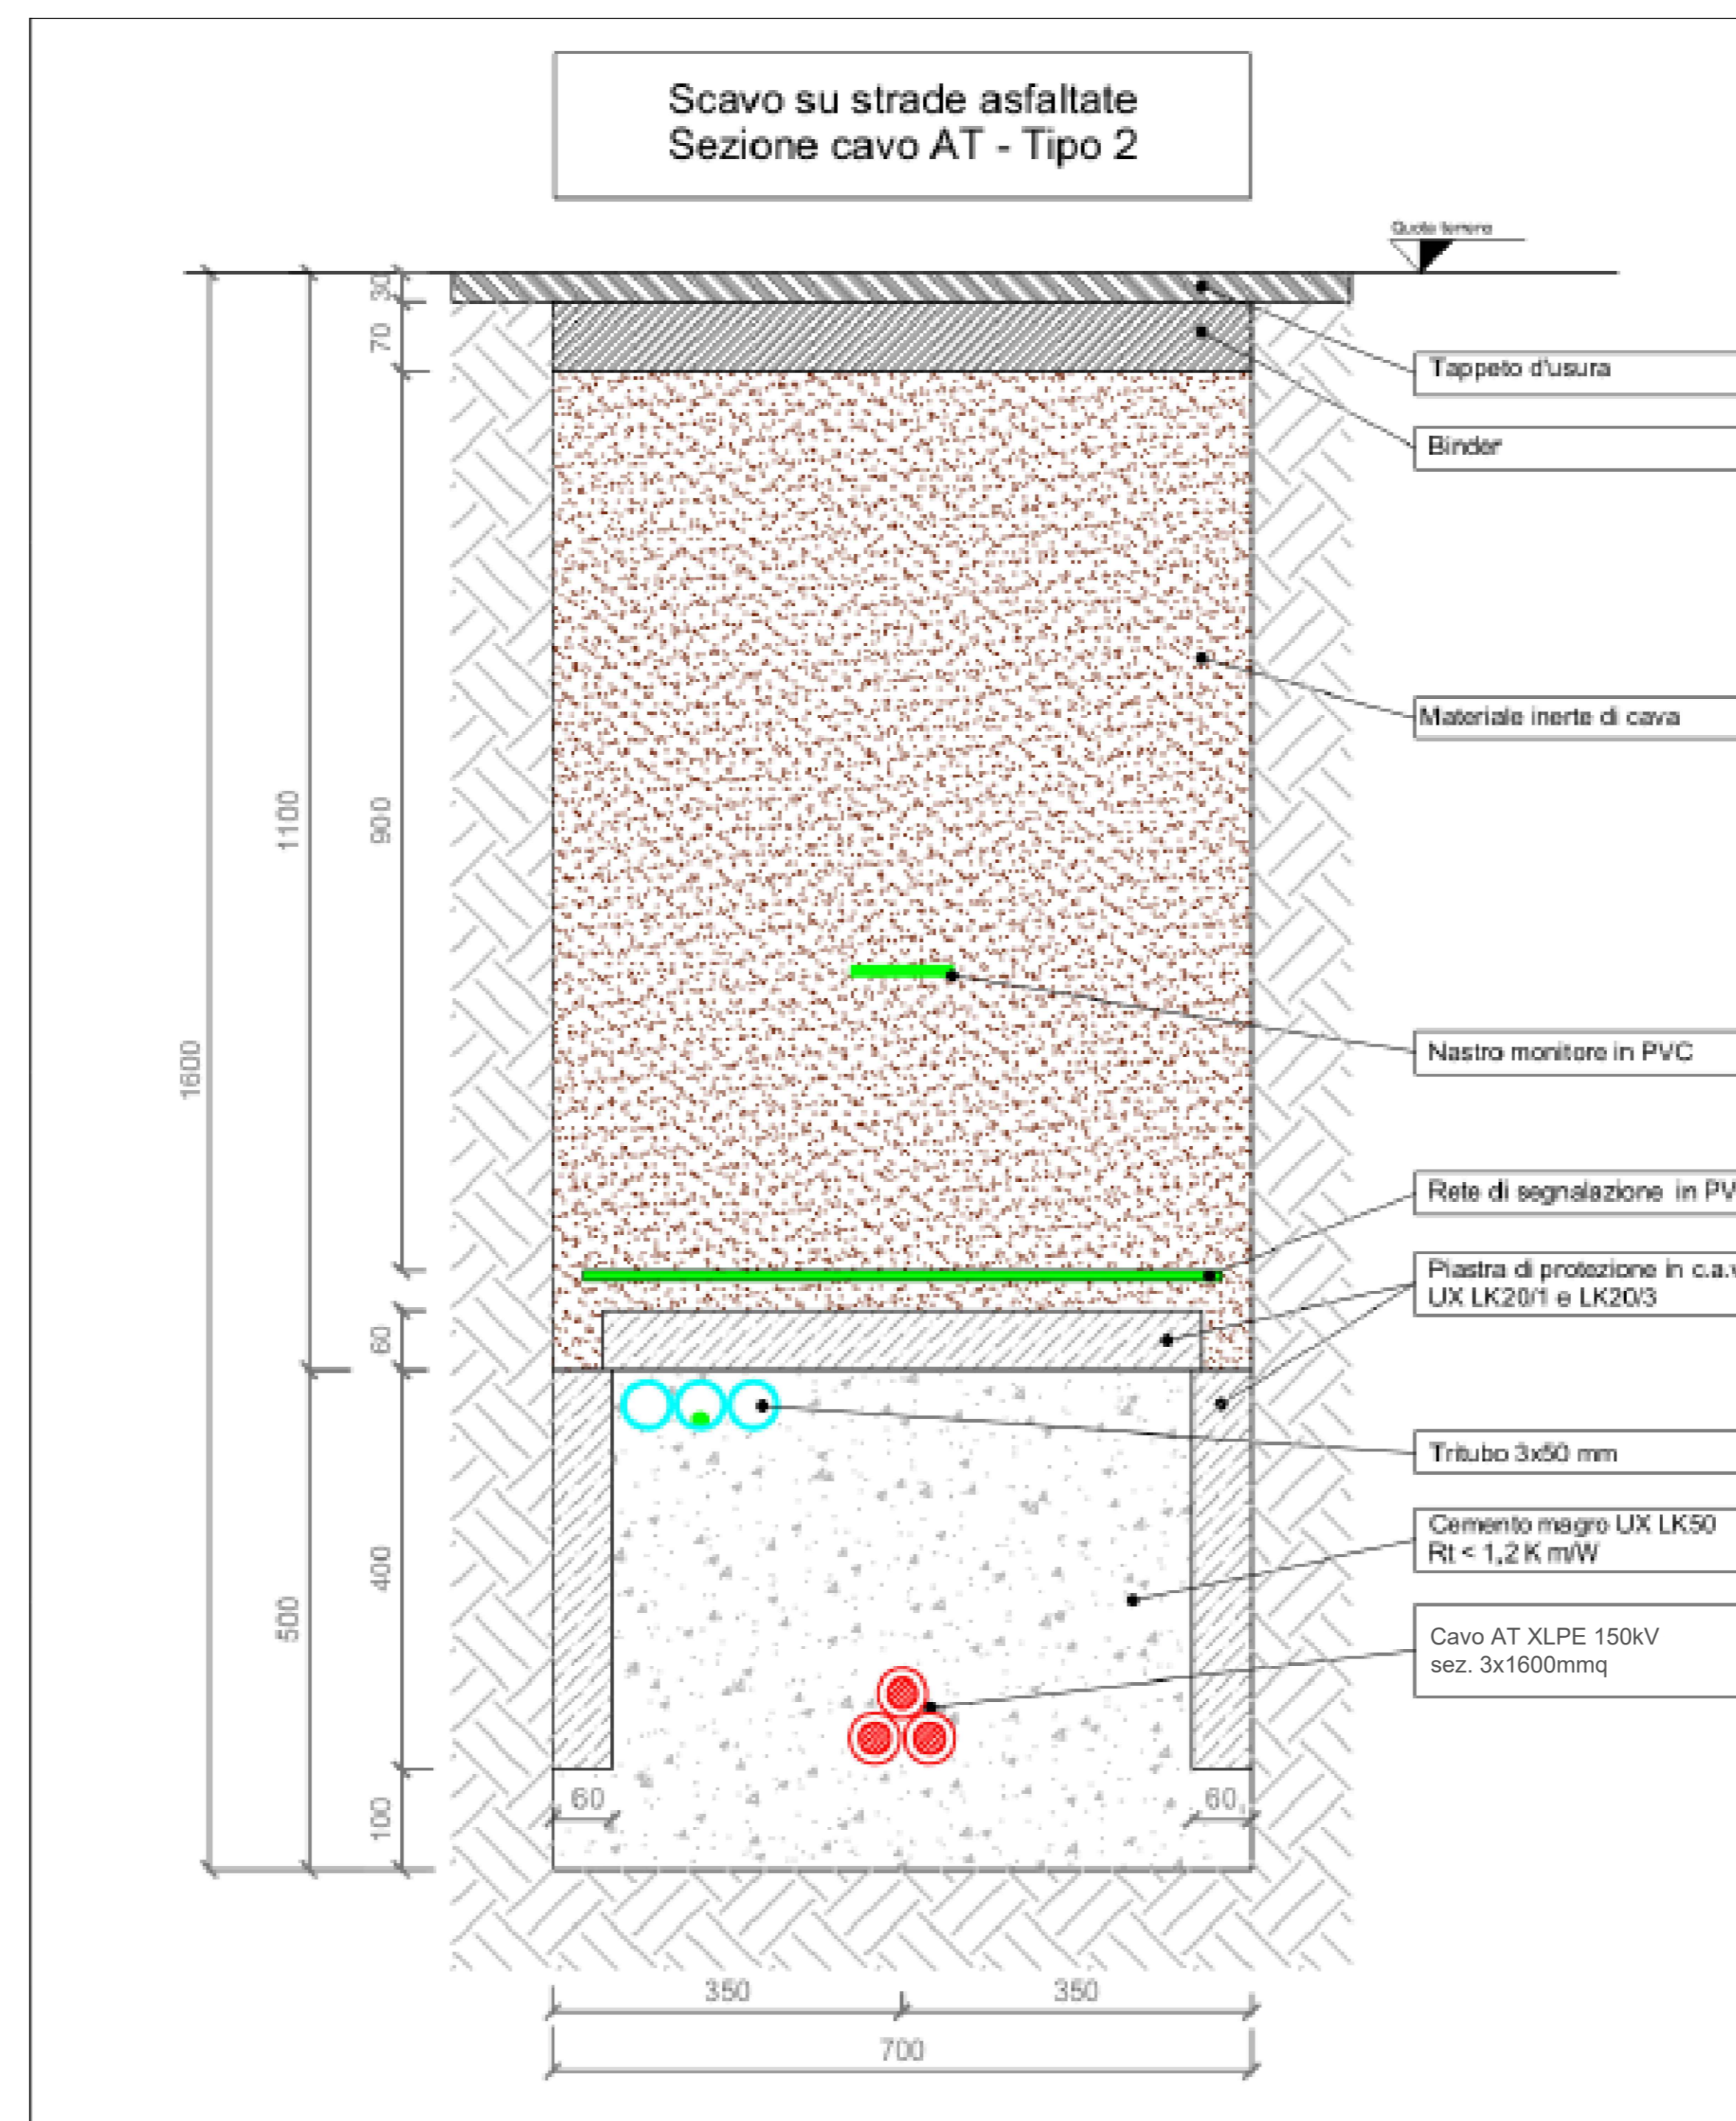 Scavo su strade asfaltate
Sezione cavo AT - Tipo 2
Quota terreno
30
70
Tappeto d'usura
Binder
Materiale inerte di cava
1100
900
1600
Nastro monitore in PVC
Rete di segnalazione in PV
Piastra di protezione in c.a.v
UX LK20/1 e LK20/3
60
Tritubo 3x50 mm
Cemento magro UX LK50
Rt < 1,2 K m/W
400
500
Cavo AT XLPE 150kV
sez. 3x1600mmq
60
60
100
350
350
700